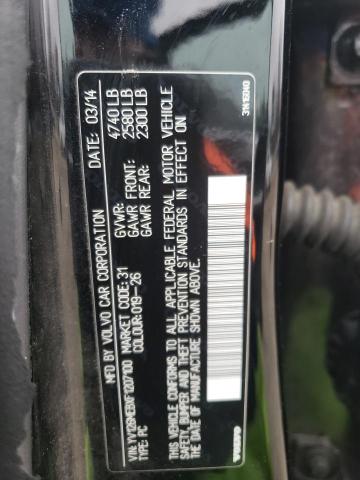 MFD. BY VOLVO CAR CORPORATION DATE: 03/14
GVWR: 4740 LB
GAWR FRONT: 2580 LB
GAWR REAR: 2300 LB
MARKET CODE: 31
TYPE: PC COLOUR: 019-26
THIS VEHICLE CONFORMS TO ALL APPLICABLE FEDERAL MOTOR VEHICLE
SAFETY, BUMPER AND THEFT PREVENTION STANDARDS IN EFFECT ON
DATE OF MANUFACTURE SHOWN ABOVE.